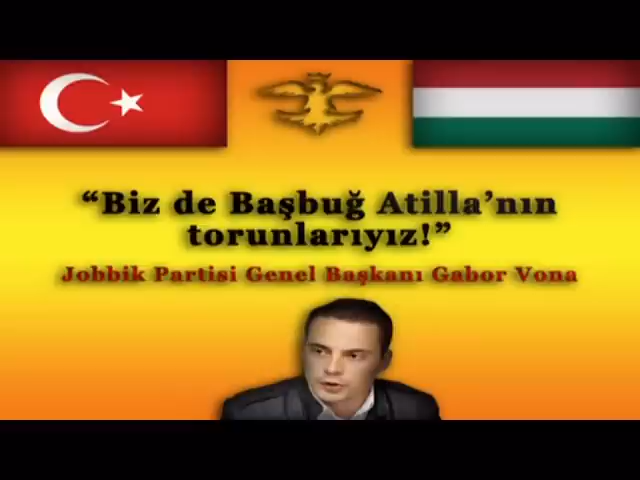 “Biz de Başbuğ Atilla’nın
torunlarıyız!”
Jobbik Partisi Genel Başkanı Gabor Vona